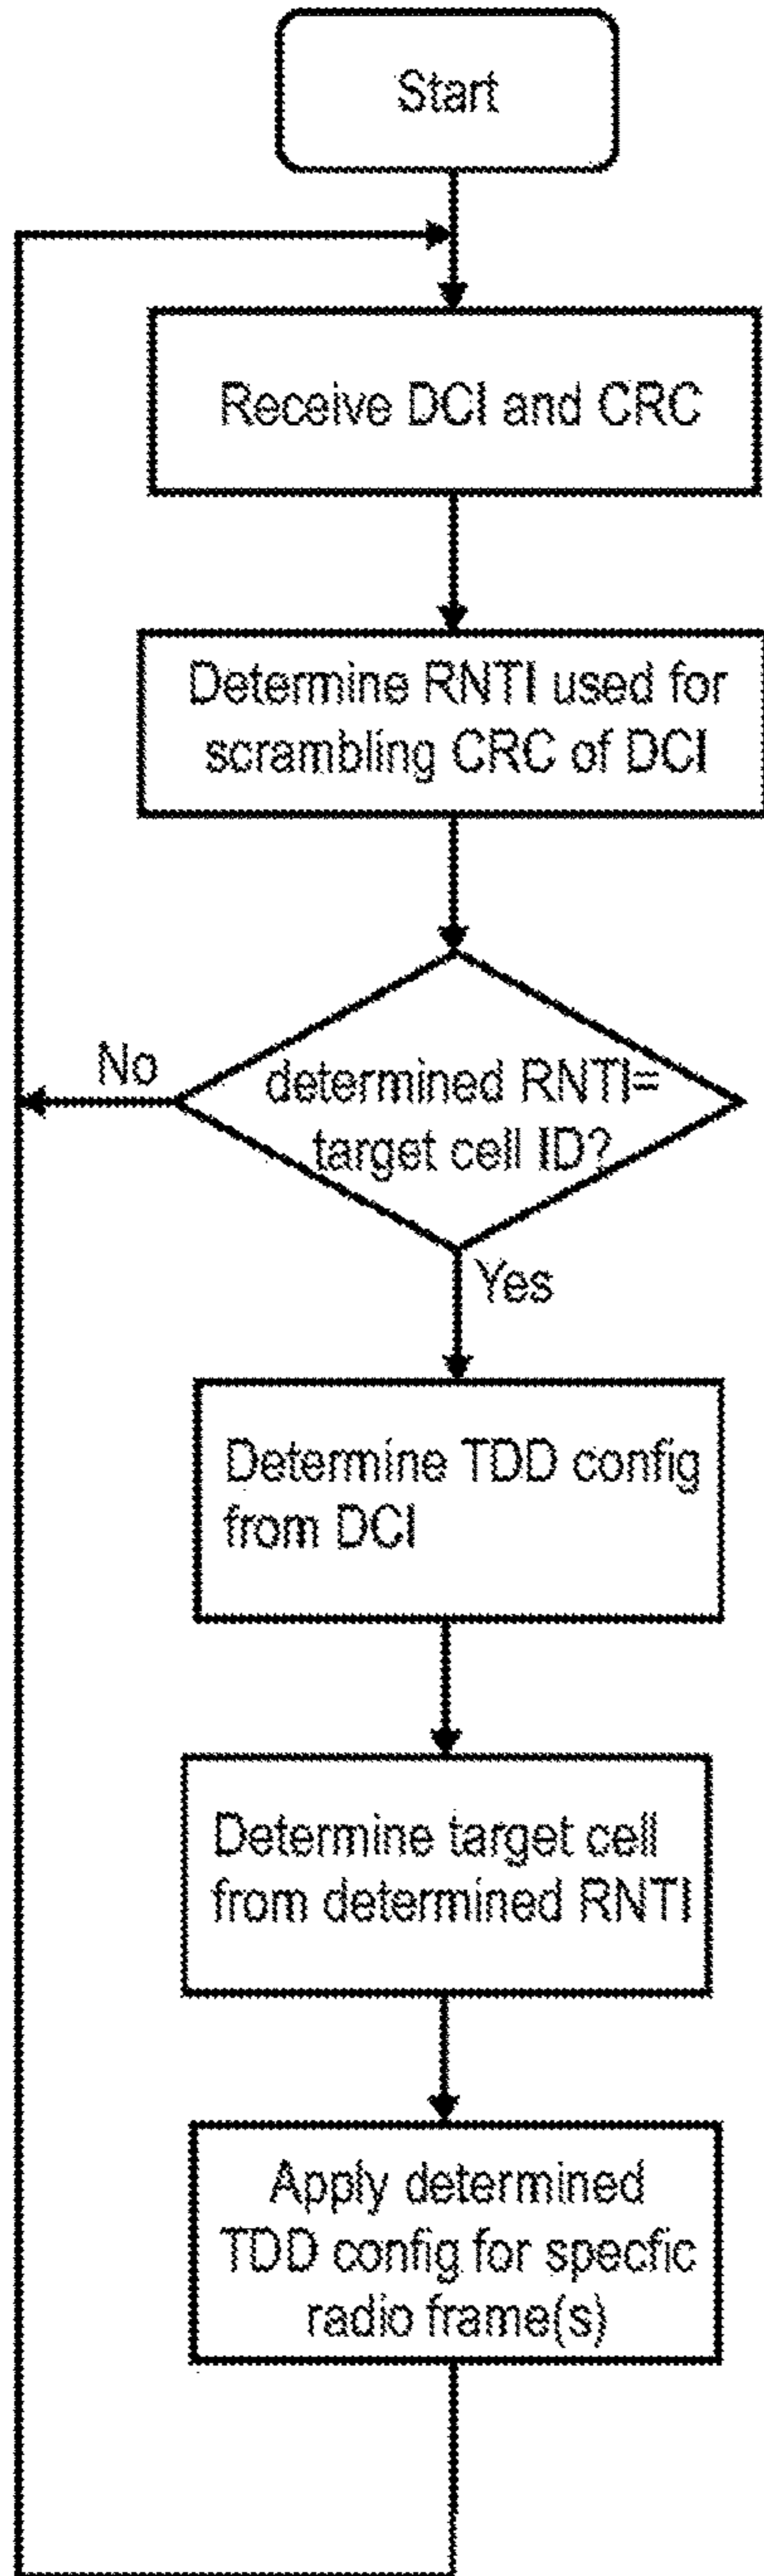 Start
Receive DCI and CRC
Determine RNTI used for
scrambling CRC of DCI
determined RNTI=
target cell ID?
No
Yes
Determine TDD config
from DCI
Determine target cell
from determined RNTI
Apply determined
TDD config for specfic
radio frame(s)